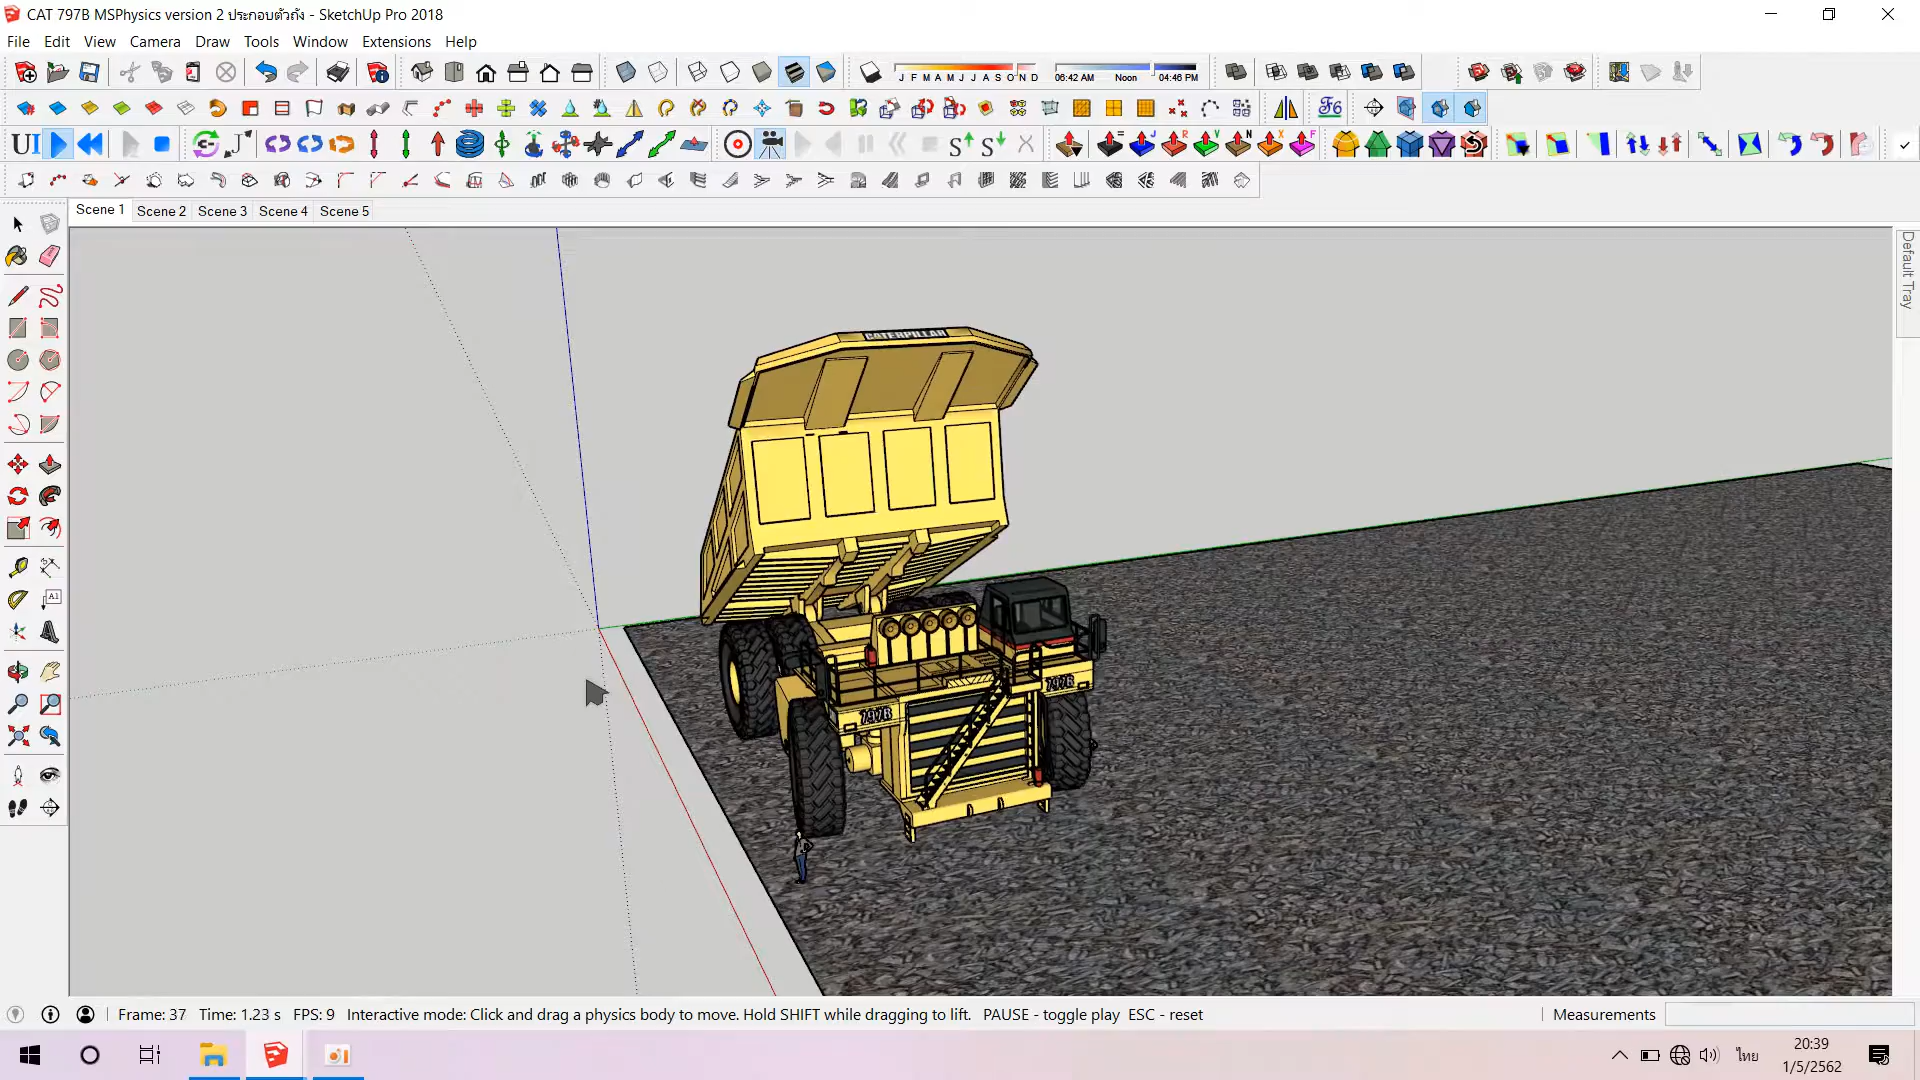 CAT 797B MSPhysics version 2 ประกอบตัวถัง - SketchUp Pro 2018
File Edit View Camera Draw Tools Window Extensions Help
J F M A M J J A S O N D
06:42 AM Noon 04:46 PM
UI
Scene 1 Scene 2 Scene 3 Scene 4 Scene 5
Default Tray
CATERPILLAR
797B
797B
A1
Frame: 37 Time: 1.23 s FPS: 9 Interactive mode: Click and drag a physics body to move. Hold SHIFT while dragging to lift. PAUSE - toggle play ESC - reset
Measurements
ไทย
20:39
1/5/2562